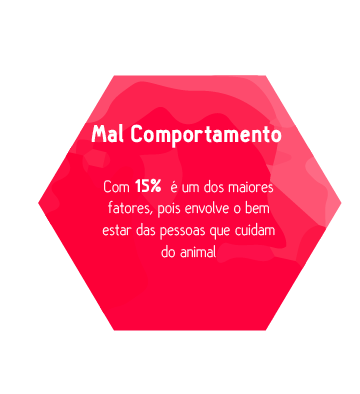 Mal Comportamento
Com 15% é um dos maiores
fatores, pois envolve o bem
estar das pessoas que cuidam
do animal